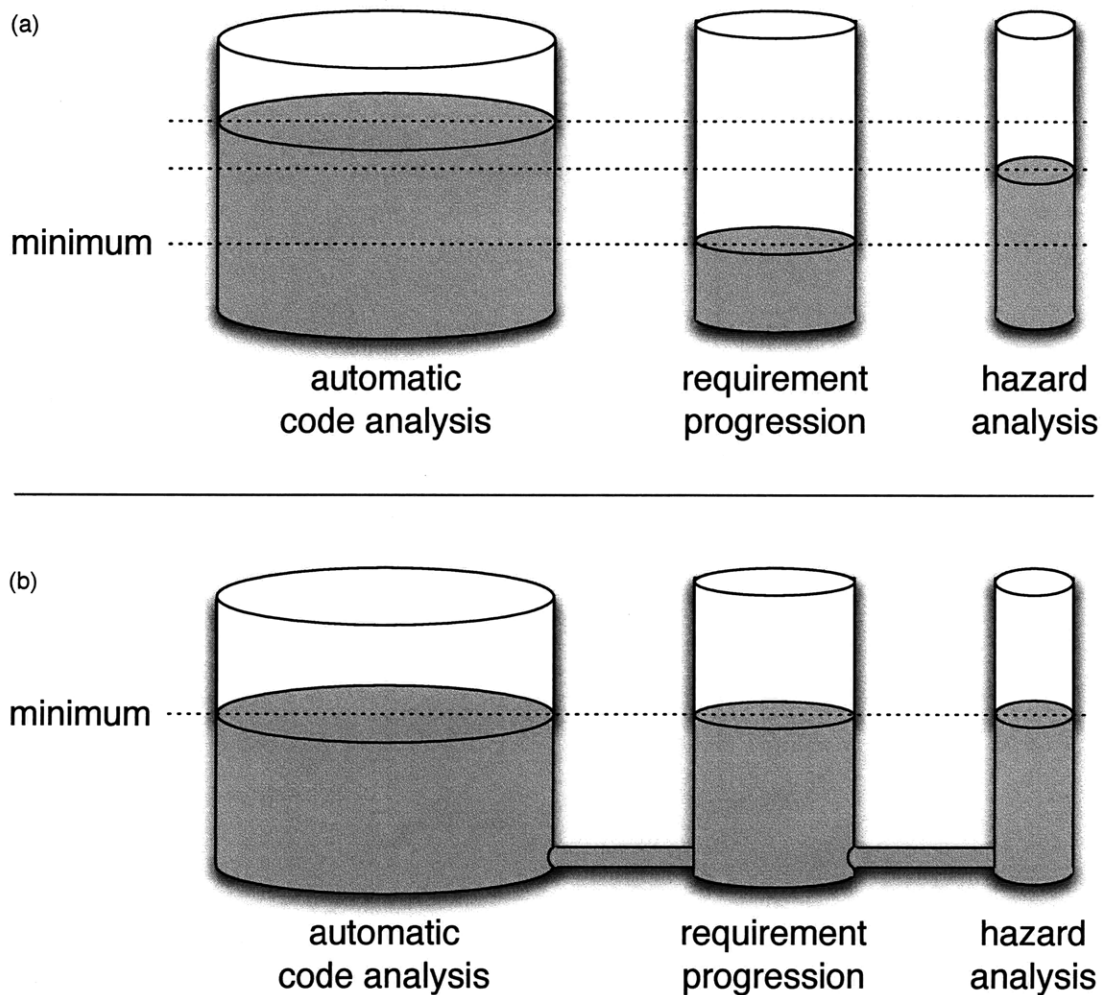 (a)
minimum
automatic
code analysis
requirement
progression
hazard
analysis
(b)
minimum
automatic
code analysis
requirement
progression
hazard
analysis